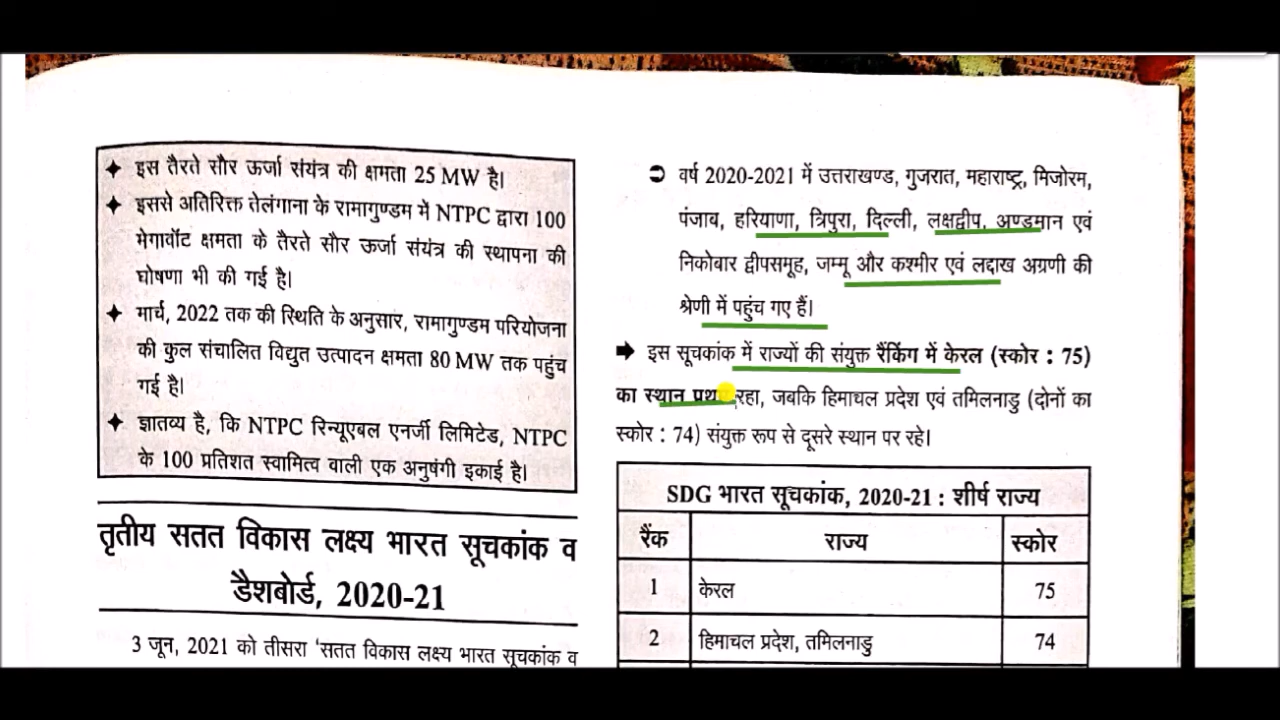 ✦ इस तैरते सौर ऊर्जा संयंत्र की क्षमता 25 MW है।
✦ इससे अतिरिक्त तेलंगाना के रामागुण्डम में NTPC द्वारा 100
मेगावॉट क्षमता के तैरते सौर ऊर्जा संयंत्र की स्थापना की
घोषणा भी की गई है।
✦ मार्च, 2022 तक की स्थिति के अनुसार, रामागुण्डम परियोजना
की कुल संचालित विद्युत उत्पादन क्षमता 80 MW तक पहुंच
गई है।
✦ ज्ञातव्य है, कि NTPC रिन्यूएबल एनर्जी लिमिटेड, NTPC
के 100 प्रतिशत स्वामित्व वाली एक अनुषंगी इकाई है।
तृतीय सतत विकास लक्ष्य भारत सूचकांक व
डैशबोर्ड, 2020-21
3 जून, 2021 को तीसरा 'सतत विकास लक्ष्य भारत सूचकांक व
➲ वर्ष 2020-2021 में उत्तराखण्ड, गुजरात, महाराष्ट्र, मिजोरम,
पंजाब, हरियाणा, त्रिपुरा, दिल्ली, लक्षद्वीप, अण्डमान एवं
निकोबार द्वीपसमूह, जम्मू और कश्मीर एवं लद्दाख अग्रणी की
श्रेणी में पहुंच गए हैं।
➡ इस सूचकांक में राज्यों की संयुक्त रैंकिंग में केरल (स्कोर : 75)
का स्थान रहा, जबकि हिमाचल प्रदेश एवं तमिलनाडु (दोनों का
स्कोर : 74) संयुक्त रूप से दूसरे स्थान पर रहे।
SDG भारत सूचकांक, 2020-21 : शीर्ष राज्य
रैंक राज्य स्कोर
1 केरल 75
2 हिमाचल प्रदेश, तमिलनाडु 74